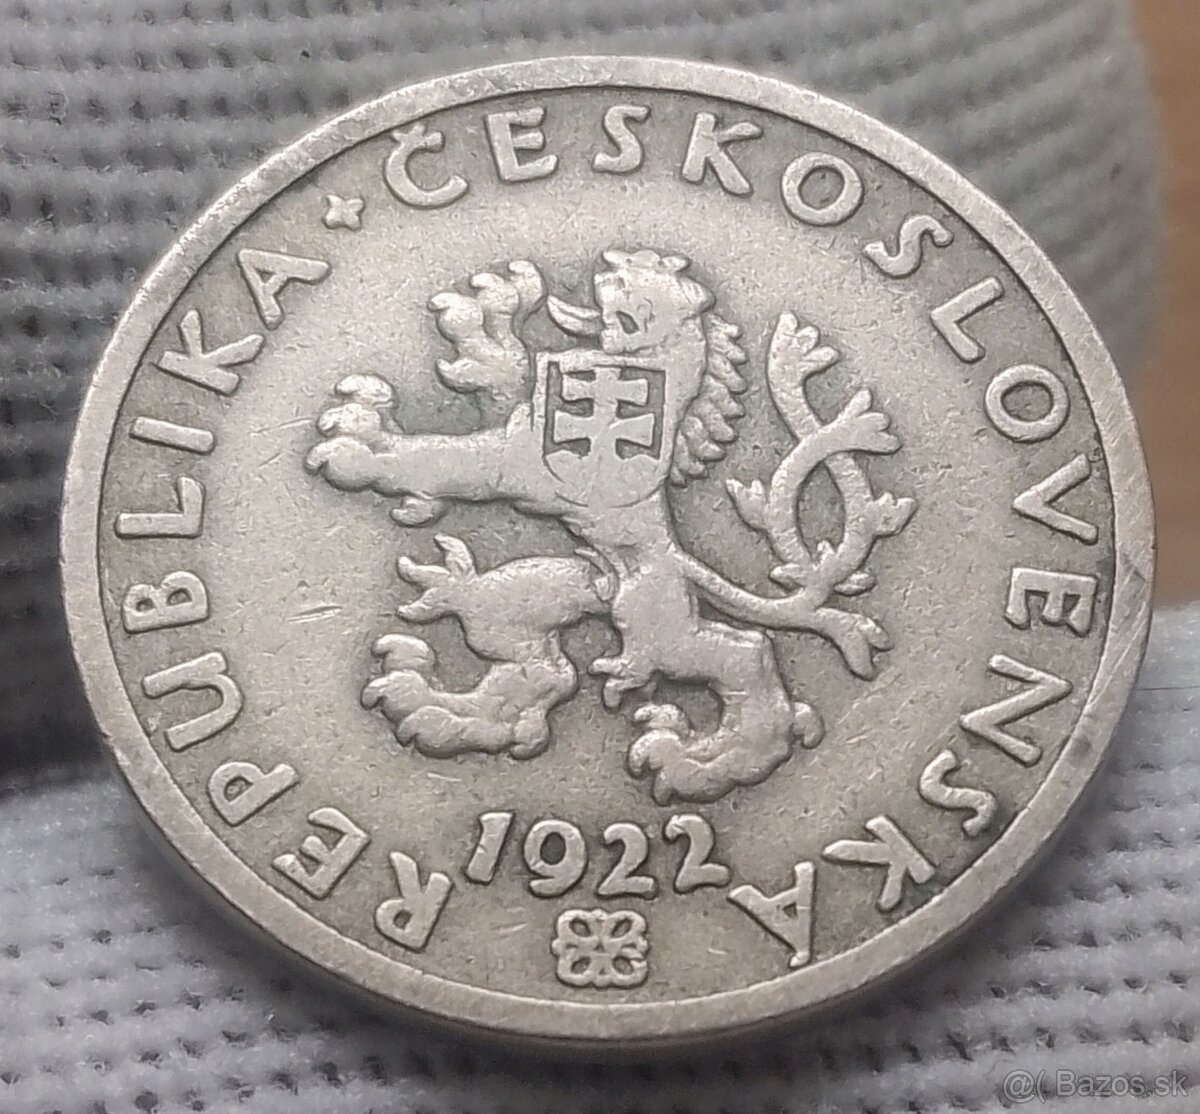 REPUBLIKA * ČESKOSLOVENSKÁ
1922
@( Bazos.sk